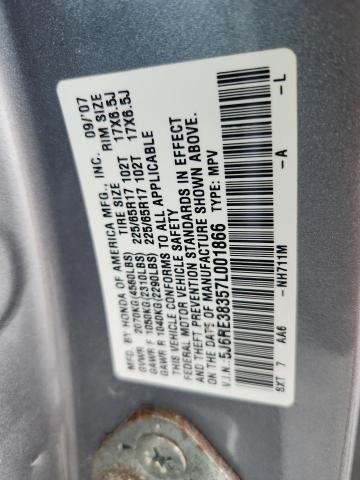 MFD. BY HONDA OF AMERICA MFG., INC. 09/'07
TIRE SIZE RIM SIZE
GVWR 2070KG(4560LBS)
GAWR F 1050KG(2310LBS) 225/65R17 102T 17X6.5J
GAWR R 1040KG(2290LBS) 225/65R17 102T 17X6.5J
THIS VEHICLE CONFORMS TO ALL APPLICABLE
FEDERAL MOTOR VEHICLE SAFETY
AND THEFT PREVENTION STANDARDS IN EFFECT
ON THE DATE OF MANUFACTURE SHOWN ABOVE.
V.I.N.: 5J6RE38357L001866 TYPE: MPV
SXT 7 AA6 -NH711M -A -L